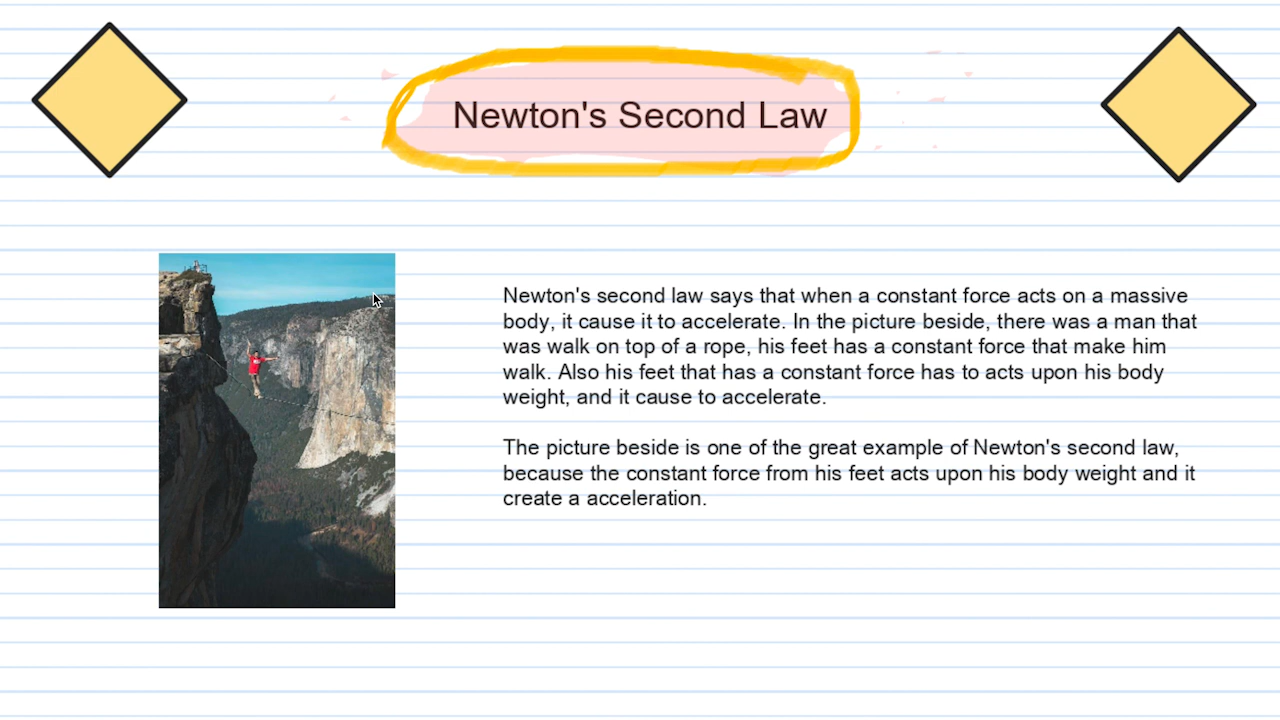 Newton's Second Law
Newton's second law says that when a constant force acts on a massive
body, it cause it to accelerate. In the picture beside, there was a man that
was walk on top of a rope, his feet has a constant force that make him
walk. Also his feet that has a constant force has to acts upon his body
weight, and it cause to accelerate.
The picture beside is one of the great example of Newton's second law,
because the constant force from his feet acts upon his body weight and it
create a acceleration.